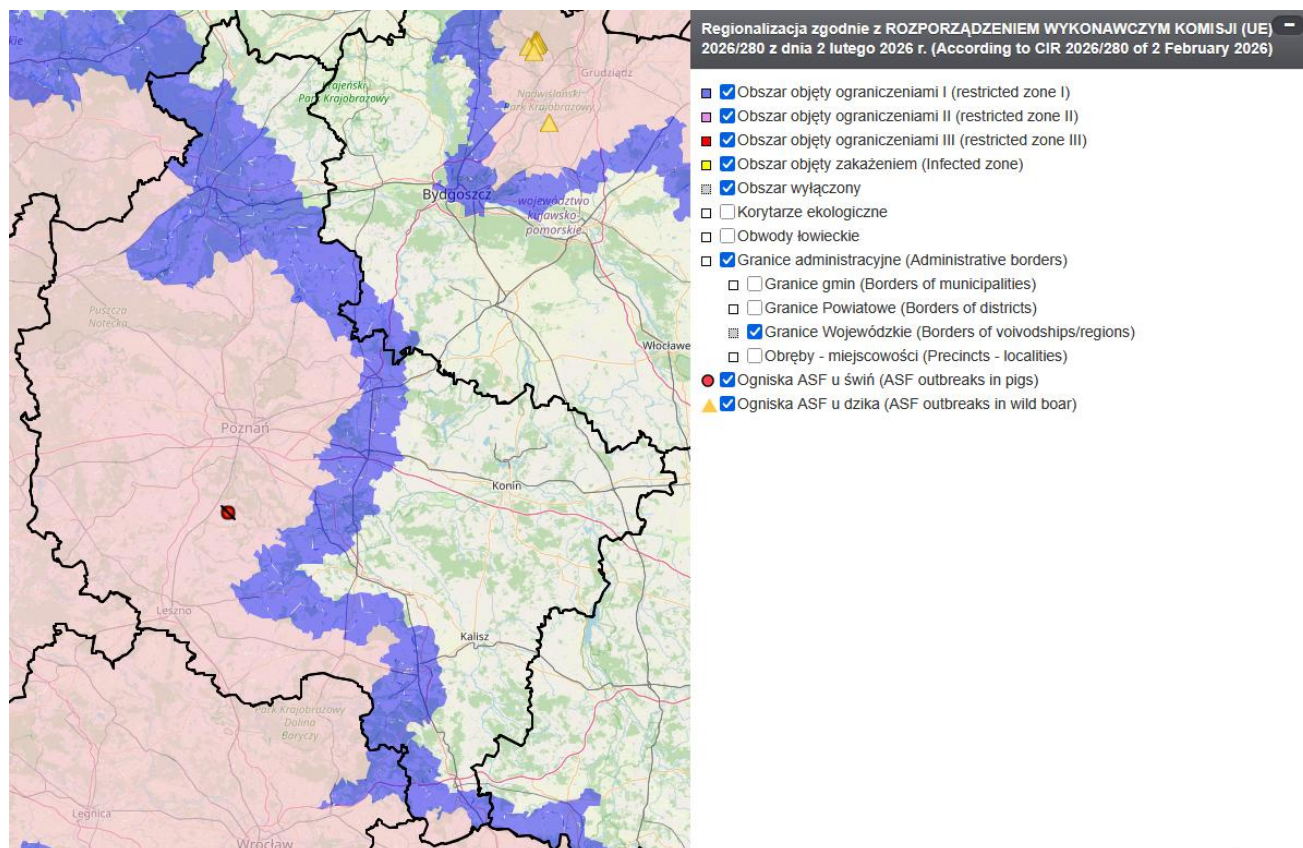 Regionalizacja zgodnie z ROZPORZĄDZENIEM WYKONAWCZYM KOMISJI (UE)
2026/280 z dnia 2 lutego 2026 r. (According to CIR 2026/280 of 2 February 2026)
Obszar objęty ograniczeniami I (restricted zone I)
Obszar objęty ograniczeniami II (restricted zone II)
Obszar objęty ograniczeniami III (restricted zone III)
Obszar objęty zakażeniem (Infected zone)
Obszar wyłączony
Korytarze ekologiczne
Obwody łowieckie
Granice administracyjne (Administrative borders)
Granice gmin (Borders of municipalities)
Granice Powiatowe (Borders of districts)
Granice Wojewódzkie (Borders of voivodships/regions)
Obręby - miejscowości (Precincts - localities)
Ogniska ASF u świń (ASF outbreaks in pigs)
Ogniska ASF u dzika (ASF outbreaks in wild boar)
Grudziądz
Krajeński
Park Krajobrazowy
Nadwiślański
Park Krajobrazowy
Bydgoszcz
województwo
kujawsko-
pomorskie
Puszcza
Notecka
Włocławe
Poznań
Konin
Leszno
Kalisz
Park Krajobrazowy
Dolina
Baryczy
Legnica
Wrocław